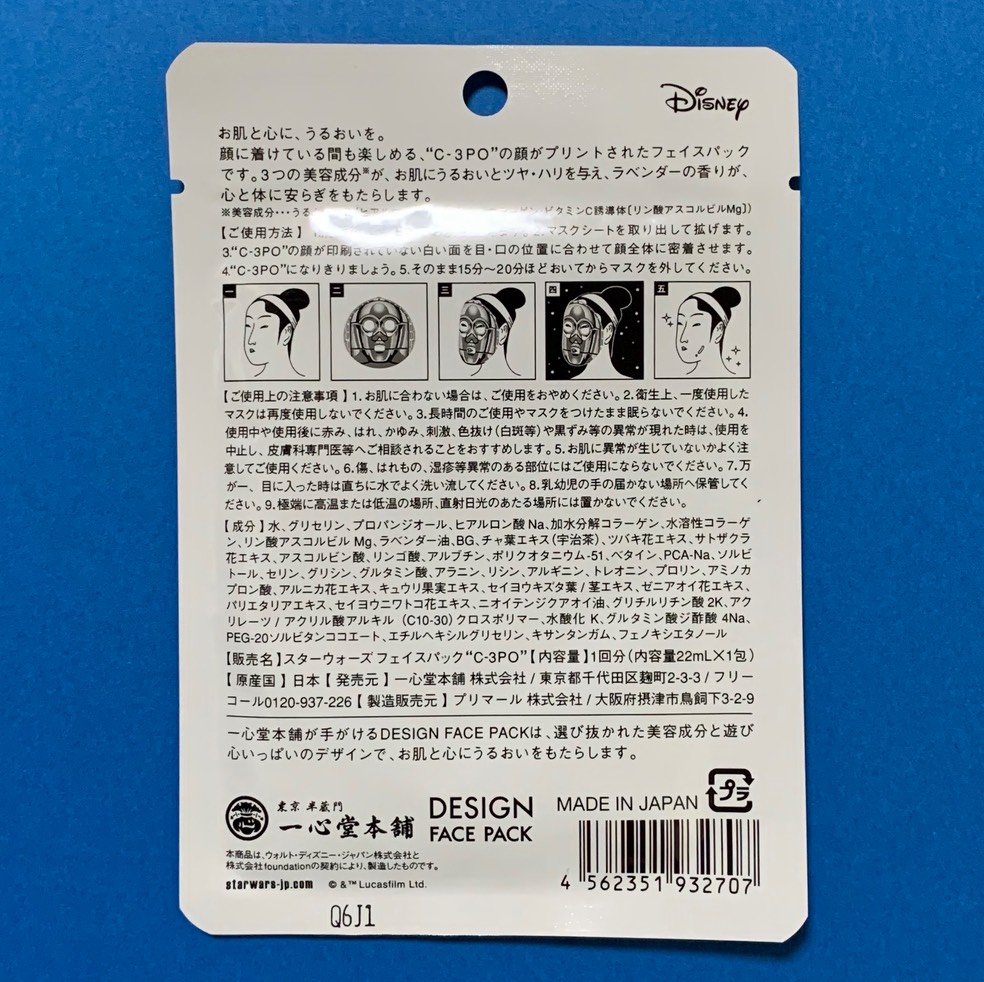 Disney
お肌と心に、うるおいを。
顔に着けている間も楽しめる、“C-3PO”の顔がプリントされたフェイスパック
です。3つの美容成分※が、お肌にうるおいとツヤ・ハリを与え、ラベンダーの香りが、
心と体に安らぎをもたらします。
※美容成分・・・うる ビタミンC誘導体〔リン酸アスコルビルMg〕)
【ご使用方法】 マスクシートを取り出して拡げます。
3.“C-3PO”の顔が印刷されていない白い面を目・口の位置に合わせて顔全体に密着させます。
4.“C-3PO”になりきりましょう。5.そのまま15分〜20分ほどおいてからマスクを外してください。
一 二 三 四 五
【ご使用上の注意事項】1.お肌に合わない場合は、ご使用をおやめください。2.衛生上、一度使用した
マスクは再度使用しないでください。3.長時間のご使用やマスクをつけたまま眠らないでください。4.
使用中や使用後に赤み、はれ、かゆみ、刺激、色抜け(白斑等)や黒ずみ等の異常が現れた時は、使用を
中止し、皮膚科専門医等へご相談されることをおすすめします。5.お肌に異常が生じていないかよく注
意してご使用ください。6.傷、はれもの、湿疹等異常のある部位にはご使用にならないでください。7.万
が一、目に入った時は直ちに水でよく洗い流してください。8.乳幼児の手の届かない場所へ保管してく
ださい。9.極端に高温または低温の場所、直射日光のあたる場所には置かないでください。
【成分】水、グリセリン、プロパンジオール、ヒアルロン酸Na、加水分解コラーゲン、水溶性コラーゲ
ン、リン酸アスコルビル Mg、ラベンダー油、BG、チャ葉エキス(宇治茶)、ツバキ花エキス、サトザクラ
花エキス、アスコルビン酸、リンゴ酸、アルブチン、ポリクオタニウム-51、ベタイン、PCA-Na、ソルビ
トール、セリン、グリシン、グルタミン酸、アラニン、リシン、アルギニン、トレオニン、プロリン、アミノカ
プロン酸、アルニカ花エキス、キュウリ果実エキス、セイヨウキズタ葉/茎エキス、ゼニアオイ花エキス、
パリエタリアエキス、セイヨウニワトコ花エキス、ニオイテンジクアオイ油、グリチルリチン酸 2K、アク
リレーツ/アクリル酸アルキル(C10-30)クロスポリマー、水酸化 K、グルタミン酸ジ酢酸 4Na、
PEG-20ソルビタンココエート、エチルヘキシルグリセリン、キサンタンガム、フェノキシエタノール
【販売名】スターウォーズ フェイスパック“C-3PO”【内容量】1回分(内容量22mL×1包)
【原産国】日本【発売元】一心堂本舗 株式会社/東京都千代田区麹町2-3-3/フリー
コール0120-937-226【製造販売元】プリマール 株式会社/大阪府摂津市鳥飼下3-2-9
一心堂本舗が手がけるDESIGN FACE PACKは、選び抜かれた美容成分と遊び
心いっぱいのデザインで、お肌と心にうるおいをもたらします。
東京 半蔵門
一心堂本舗
DESIGN
FACE PACK
MADE IN JAPAN
プラ
本商品は、ウォルト・ディズニー・ジャパン株式会社と
株式会社foundationの契約により、製造したものです。
starwars-jp.com © &™ Lucasfilm Ltd.
4 562351 932707
Q6J1